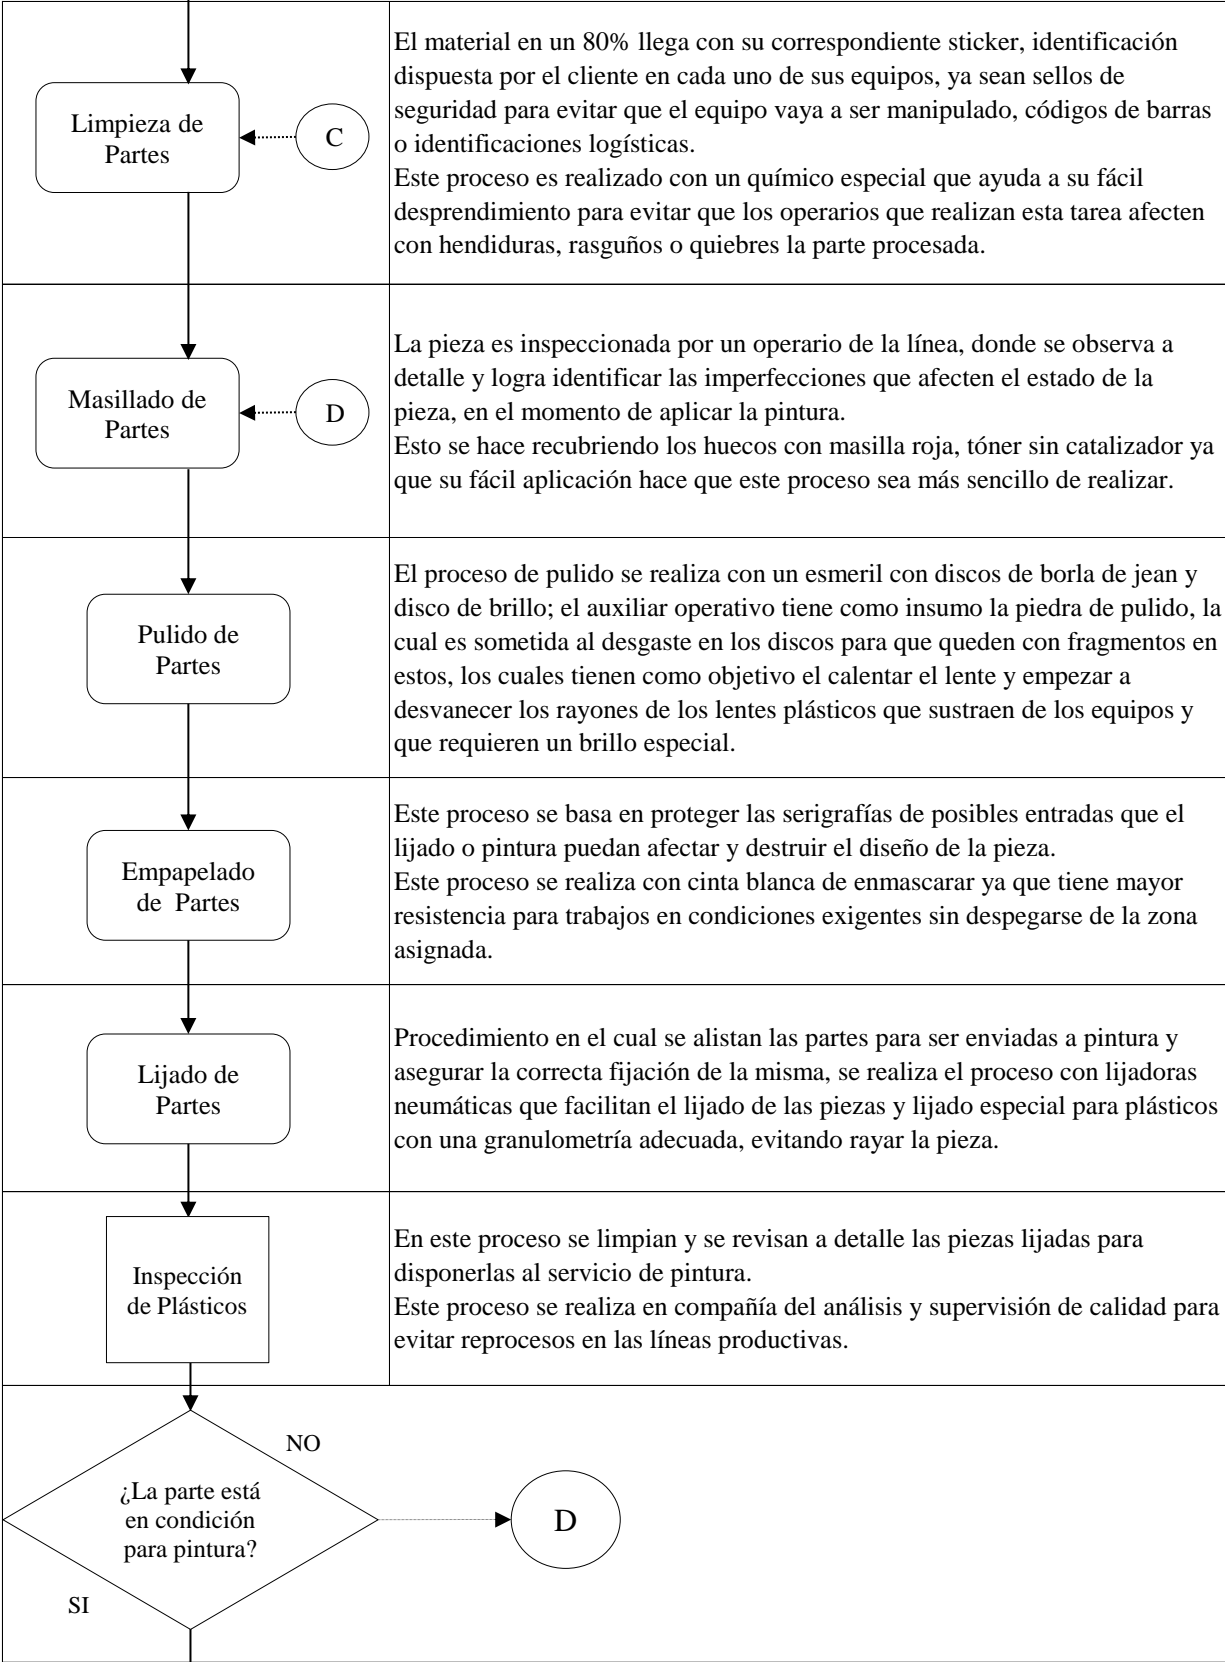 El material en un 80% llega con su correspondiente sticker, identificación
dispuesta por el cliente en cada uno de sus equipos, ya sean sellos de
seguridad para evitar que el equipo vaya a ser manipulado, códigos de barras
o identificaciones logísticas.
Este proceso es realizado con un químico especial que ayuda a su fácil
desprendimiento para evitar que los operarios que realizan esta tarea afecten
con hendiduras, rasguños o quiebres la parte procesada.
Limpieza de
Partes
C
La pieza es inspeccionada por un operario de la línea, donde se observa a
detalle y logra identificar las imperfecciones que afecten el estado de la
pieza, en el momento de aplicar la pintura.
Esto se hace recubriendo los huecos con masilla roja, tóner sin catalizador ya
que su fácil aplicación hace que este proceso sea más sencillo de realizar.
Masillado de
Partes
D
El proceso de pulido se realiza con un esmeril con discos de borla de jean y
disco de brillo; el auxiliar operativo tiene como insumo la piedra de pulido, la
cual es sometida al desgaste en los discos para que queden con fragmentos en
estos, los cuales tienen como objetivo el calentar el lente y empezar a
desvanecer los rayones de los lentes plásticos que sustraen de los equipos y
que requieren un brillo especial.
Pulido de
Partes
Este proceso se basa en proteger las serigrafías de posibles entradas que el
lijado o pintura puedan afectar y destruir el diseño de la pieza.
Este proceso se realiza con cinta blanca de enmascarar ya que tiene mayor
resistencia para trabajos en condiciones exigentes sin despegarse de la zona
asignada.
Empapelado
de Partes
Procedimiento en el cual se alistan las partes para ser enviadas a pintura y
asegurar la correcta fijación de la misma, se realiza el proceso con lijadoras
neumáticas que facilitan el lijado de las piezas y lijado especial para plásticos
con una granulometría adecuada, evitando rayar la pieza.
Lijado de
Partes
En este proceso se limpian y se revisan a detalle las piezas lijadas para
disponerlas al servicio de pintura.
Este proceso se realiza en compañía del análisis y supervisión de calidad para
evitar reprocesos en las líneas productivas.
Inspección
de Plásticos
NO
¿La parte está
en condición
para pintura?
D
SI